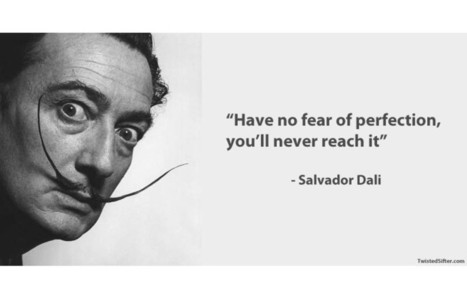 “Have no fear of perfection,
you’ll never reach it”
- Salvador Dali
TwistedSifter.com